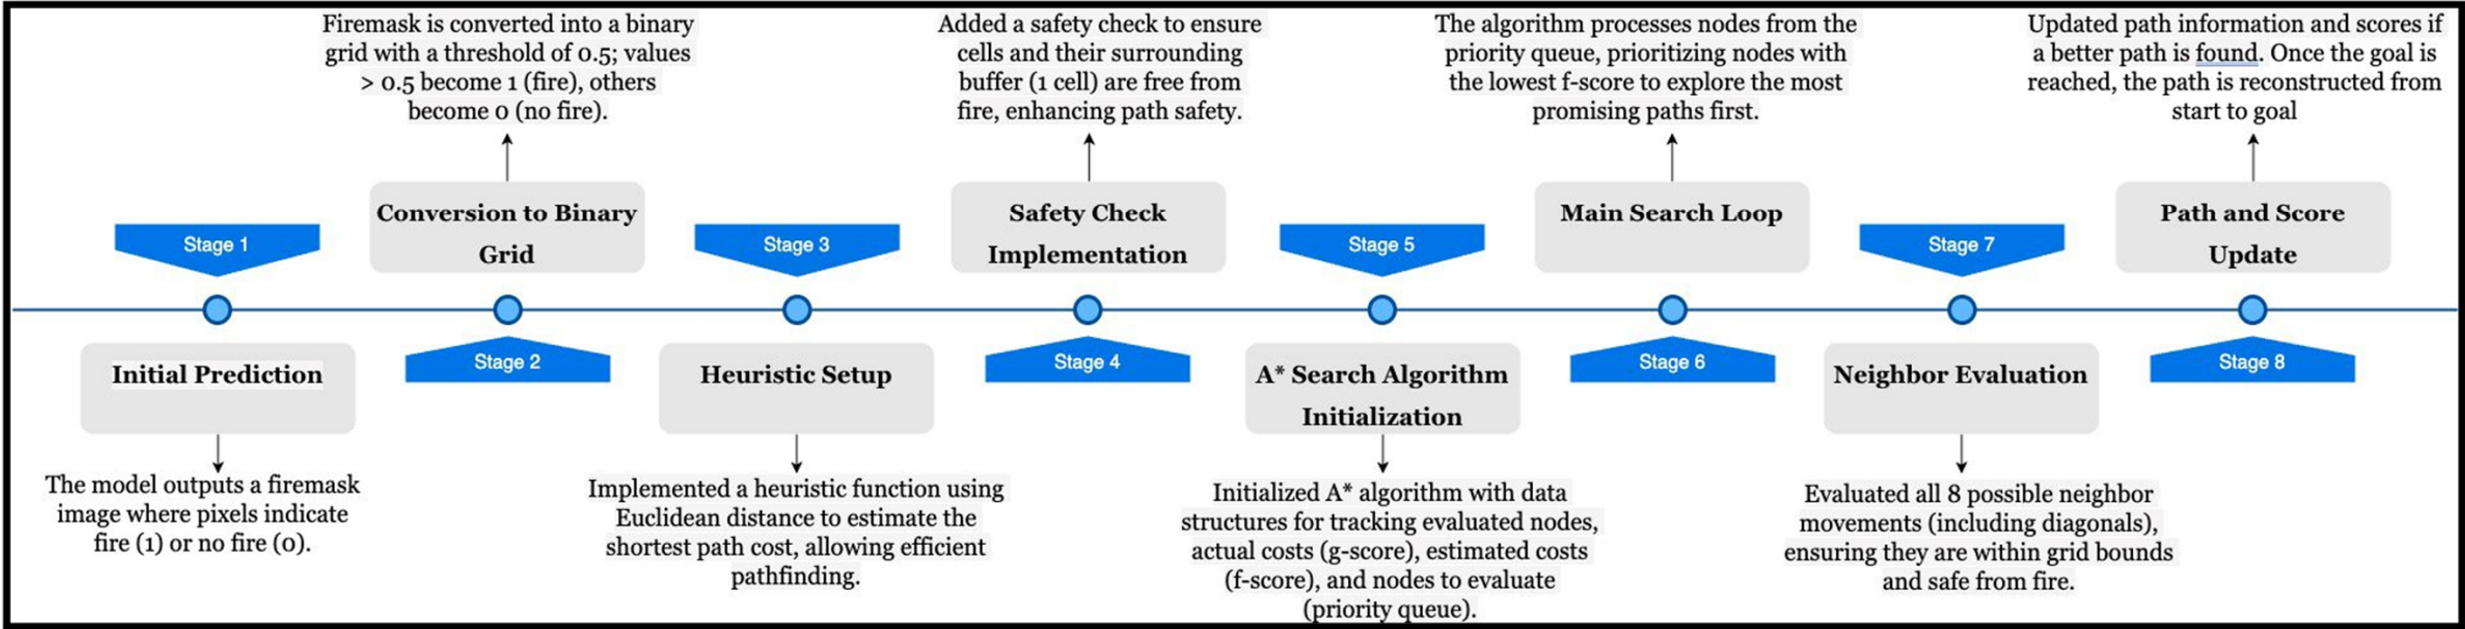 Stage 1
Initial Prediction
The model outputs a firemask
image where pixels indicate
fire (1) or no fire (0).
Firemask is converted into a binary
grid with a threshold of 0.5; values
> 0.5 become 1 (fire), others
become 0 (no fire).
Conversion to Binary
Grid
Stage 2
Stage 3
Heuristic Setup
Implemented a heuristic function using
Euclidean distance to estimate the
shortest path cost, allowing efficient
pathfinding.
Added a safety check to ensure
cells and their surrounding
buffer (1 cell) are free from
fire, enhancing path safety.
Safety Check
Implementation
Stage 4
Stage 5
A* Search Algorithm
Initialization
Initialized A* algorithm with data
structures for tracking evaluated nodes,
actual costs (g-score), estimated costs
(f-score), and nodes to evaluate
(priority queue).
The algorithm processes nodes from the
priority queue, prioritizing nodes with
the lowest f-score to explore the most
promising paths first.
Main Search Loop
Stage 6
Stage 7
Neighbor Evaluation
Evaluated all 8 possible neighbor
movements (including diagonals),
ensuring they are within grid bounds
and safe from fire.
Updated path information and scores if
a better path is found. Once the goal is
reached, the path is reconstructed from
start to goal
Path and Score
Update
Stage 8